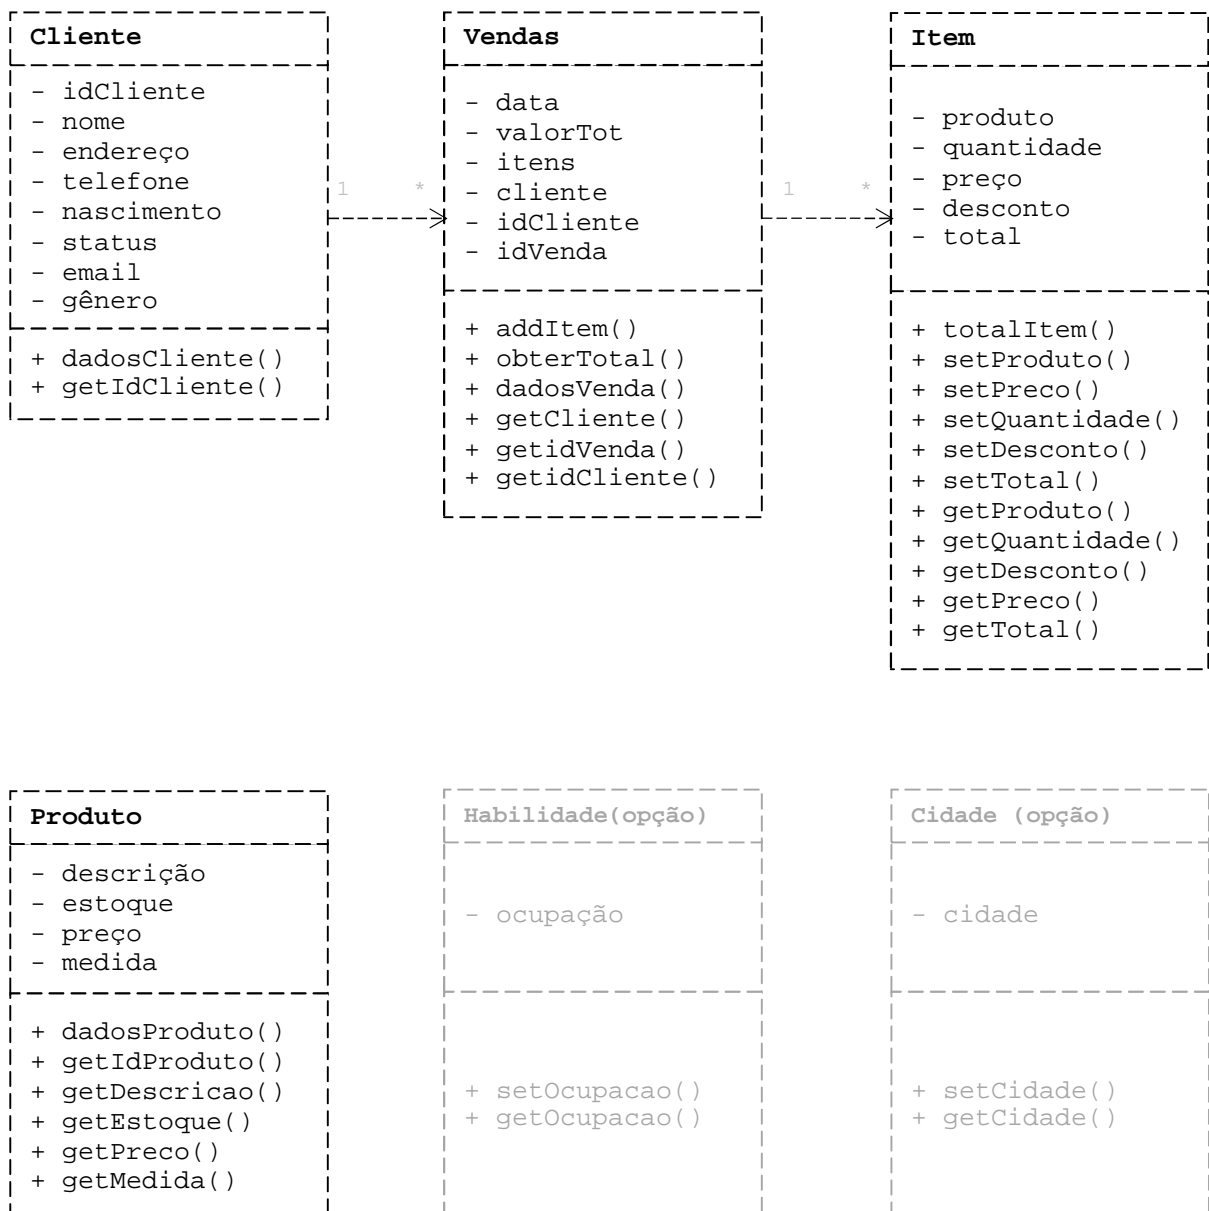 Cliente
- idCliente
- nome
- endereço
- telefone
- nascimento
- status
- email
- gênero
+ dadosCliente()
+ getIdCliente()
1 *
Vendas
- data
- valorTot
- itens
- cliente
- idCliente
- idVenda
+ addItem()
+ obterTotal()
+ dadosVenda()
+ getCliente()
+ getidVenda()
+ getidCliente()
1 *
Item
- produto
- quantidade
- preço
- desconto
- total
+ totalItem()
+ setProduto()
+ setPreco()
+ setQuantidade()
+ setDesconto()
+ setTotal()
+ getProduto()
+ getQuantidade()
+ getDesconto()
+ getPreco()
+ getTotal()
Produto
- descrição
- estoque
- preço
- medida
+ dadosProduto()
+ getIdProduto()
+ getDescricao()
+ getEstoque()
+ getPreco()
+ getMedida()
Habilidade(opção)
- ocupação
+ setOcupacao()
+ getOcupacao()
Cidade (opção)
- cidade
+ setCidade()
+ getCidade()